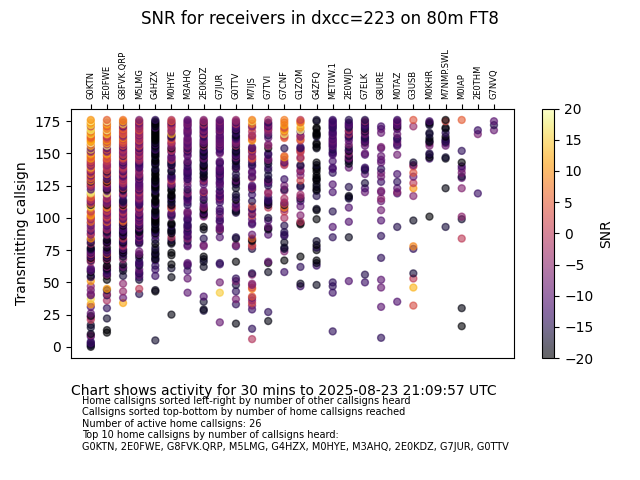 SNR for receivers in dxcc=223 on 80m FT8
G0KTN
2E0FWE
G8FVK.QRP
M5LMG
G4HZX
M0HYE
M3AHQ
2E0KDZ
G7JUR
G0TTV
M7IJS
G7TVI
G7CNF
G1ZOM
G4ZFQ
MET0W.1
2E0WJD
G7ELK
G8URE
M0TAZ
G3USB
M0KHR
M7NMP.SWL
M0IAP
2E0THM
G7NVQ
175
150
125
100
75
50
25
0
Transmitting callsign
20
15
10
5
0
−5
−10
−15
−20
SNR
Chart shows activity for 30 mins to 2025-08-23 21:09:57 UTC
Home callsigns sorted left-right by number of other callsigns heard
Callsigns sorted top-bottom by number of home callsigns reached
Number of active home callsigns: 26
Top 10 home callsigns by number of callsigns heard:
G0KTN, 2E0FWE, G8FVK.QRP, M5LMG, G4HZX, M0HYE, M3AHQ, 2E0KDZ, G7JUR, G0TTV